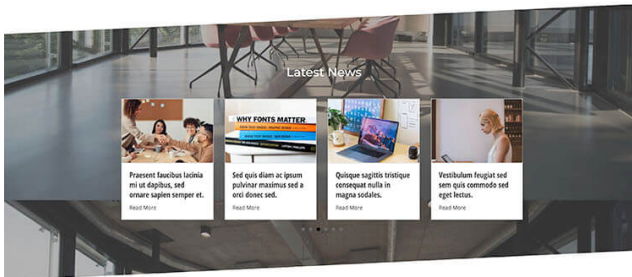 Latest News
WHY FONTS MATTER
Praesent faucibus lacinia
mi ut dapibus, sed
ornare sapien semper et.
Read More
Sed quis diam ac ipsum
pulvinar maximus sed a
orci donec sed.
Read More
Quisque sagittis tristique
consequat nulla in
magna sodales.
Read More
Vestibulum feugiat sed
sem quis commodo sed
eget lectus.
Read More